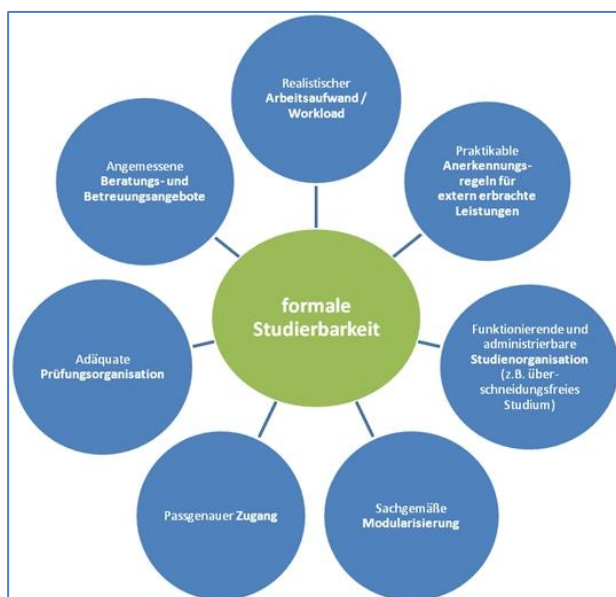 Realistischer
Arbeitsaufwand /
Workload
Praktikable
Anerkennungs-
regeln für
extern erbrachte
Leistungen
Funktionierende und
administrierbare
Studienorganisation
(z.B. über-
schneidungsfreies
Studium)
Sachgemäße
Modularisierung
Passgenauer Zugang
Adäquate
Prüfungsorganisation
Angemessene
Beratungs- und
Betreuungsangebote
formale
Studierbarkeit